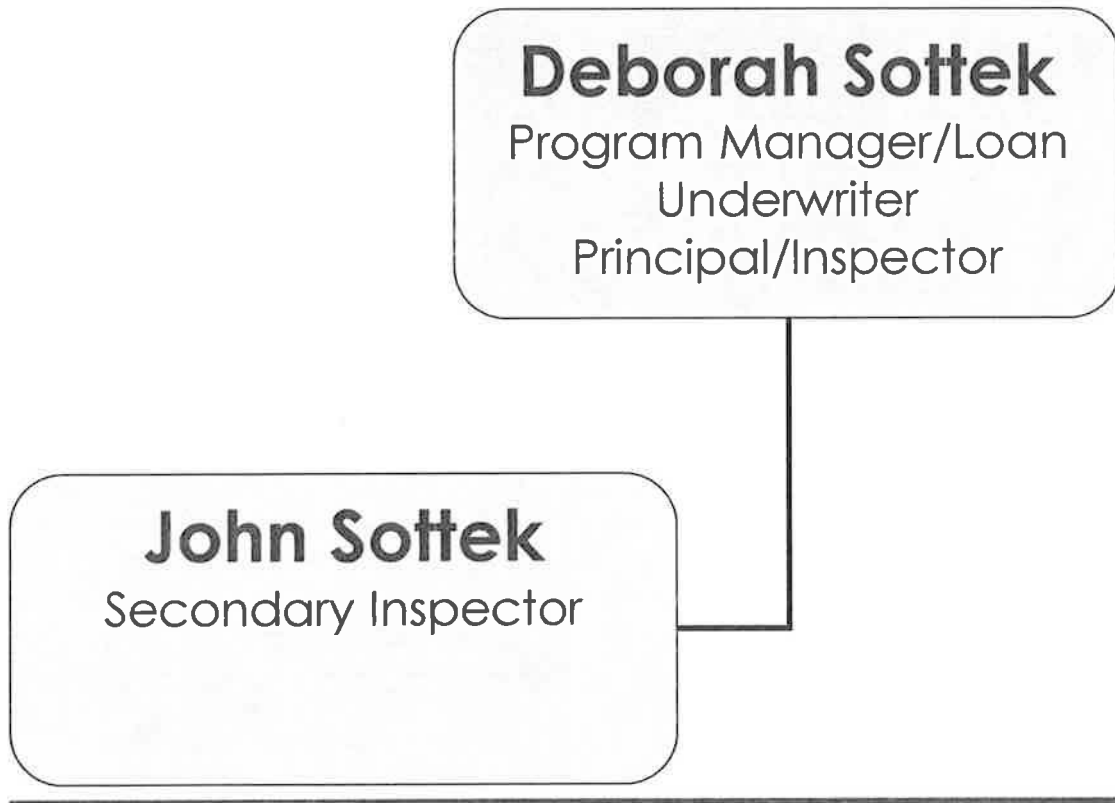 Deborah Sottek
Program Manager/Loan
Underwriter
Principal/Inspector
John Sottek
Secondary Inspector